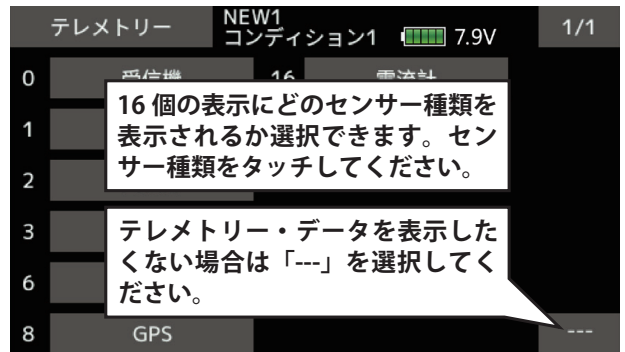 テレメトリー
NEW1
コンディション1
7.9V
1/1
0
16
16 個の表示にどのセンサー種類を
表示されるか選択できます。セン
サー種類をタッチしてください。
1
2
3
テレメトリー・データを表示した
くない場合は「---」を選択してく
ださい。
6
8 GPS
---